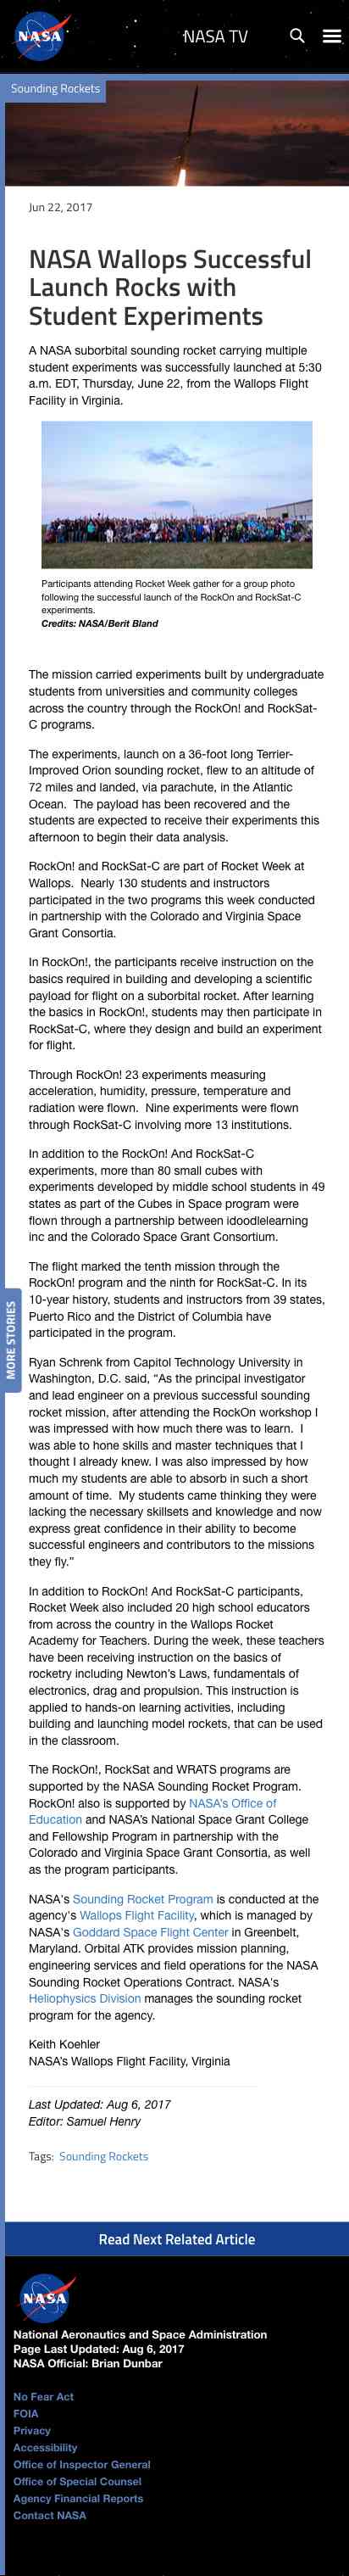 NASA
NASA TV
Sounding Rockets
Jun 22, 2017
NASA Wallops Successful
Launch Rocks with
Student Experiments
A NASA suborbital sounding rocket carrying multiple
student experiments was successfully launched at 5:30
a.m. EDT, Thursday, June 22, from the Wallops Flight
Facility in Virginia.
Participants attending Rocket Week gather for a group photo
following the successful launch of the RockOn and RockSat-C
experiments.
Credits: NASA/Berit Bland
The mission carried experiments built by undergraduate
students from universities and community colleges
across the country through the RockOn! and RockSat-
C programs.
The experiments, launch on a 36-foot long Terrier-
Improved Orion sounding rocket, flew to an altitude of
72 miles and landed, via parachute, in the Atlantic
Ocean.  The payload has been recovered and the
students are expected to receive their experiments this
afternoon to begin their data analysis.
RockOn! and RockSat-C are part of Rocket Week at
Wallops.  Nearly 130 students and instructors
participated in the two programs this week conducted
in partnership with the Colorado and Virginia Space
Grant Consortia.
In RockOn!, the participants receive instruction on the
basics required in building and developing a scientific
payload for flight on a suborbital rocket. After learning
the basics in RockOn!, students may then participate in
RockSat-C, where they design and build an experiment
for flight.
Through RockOn! 23 experiments measuring
acceleration, humidity, pressure, temperature and
radiation were flown.  Nine experiments were flown
through RockSat-C involving more 13 institutions.
In addition to the RockOn! And RockSat-C
experiments, more than 80 small cubes with
experiments developed by middle school students in 49
states as part of the Cubes in Space program were
flown through a partnership between idoodlelearning
inc and the Colorado Space Grant Consortium.
The flight marked the tenth mission through the
RockOn! program and the ninth for RockSat-C. In its
10-year history, students and instructors from 39 states,
Puerto Rico and the District of Columbia have
participated in the program.
MORE STORIES
Ryan Schrenk from Capitol Technology University in
Washington, D.C. said, “As the principal investigator
and lead engineer on a previous successful sounding
rocket mission, after attending the RockOn workshop I
was impressed with how much there was to learn.  I
was able to hone skills and master techniques that I
thought I already knew. I was also impressed by how
much my students are able to absorb in such a short
amount of time.  My students came thinking they were
lacking the necessary skillsets and knowledge and now
express great confidence in their ability to become
successful engineers and contributors to the missions
they fly.”
In addition to RockOn! And RockSat-C participants,
Rocket Week also included 20 high school educators
from across the country in the Wallops Rocket
Academy for Teachers. During the week, these teachers
have been receiving instruction on the basics of
rocketry including Newton’s Laws, fundamentals of
electronics, drag and propulsion. This instruction is
applied to hands-on learning activities, including
building and launching model rockets, that can be used
in the classroom.
The RockOn!, RockSat and WRATS programs are
supported by the NASA Sounding Rocket Program.
RockOn! also is supported by NASA’s Office of
Education and NASA’s National Space Grant College
and Fellowship Program in partnership with the
Colorado and Virginia Space Grant Consortia, as well
as the program participants.
NASA's Sounding Rocket Program is conducted at the
agency's Wallops Flight Facility, which is managed by
NASA's Goddard Space Flight Center in Greenbelt,
Maryland. Orbital ATK provides mission planning,
engineering services and field operations for the NASA
Sounding Rocket Operations Contract. NASA's
Heliophysics Division manages the sounding rocket
program for the agency.
Keith Koehler
NASA’s Wallops Flight Facility, Virginia
Last Updated: Aug 6, 2017
Editor: Samuel Henry
Tags:  Sounding Rockets
Read Next Related Article
NASA
National Aeronautics and Space Administration
Page Last Updated: Aug 6, 2017
NASA Official: Brian Dunbar
No Fear Act
FOIA
Privacy
Accessibility
Office of Inspector General
Office of Special Counsel
Agency Financial Reports
Contact NASA